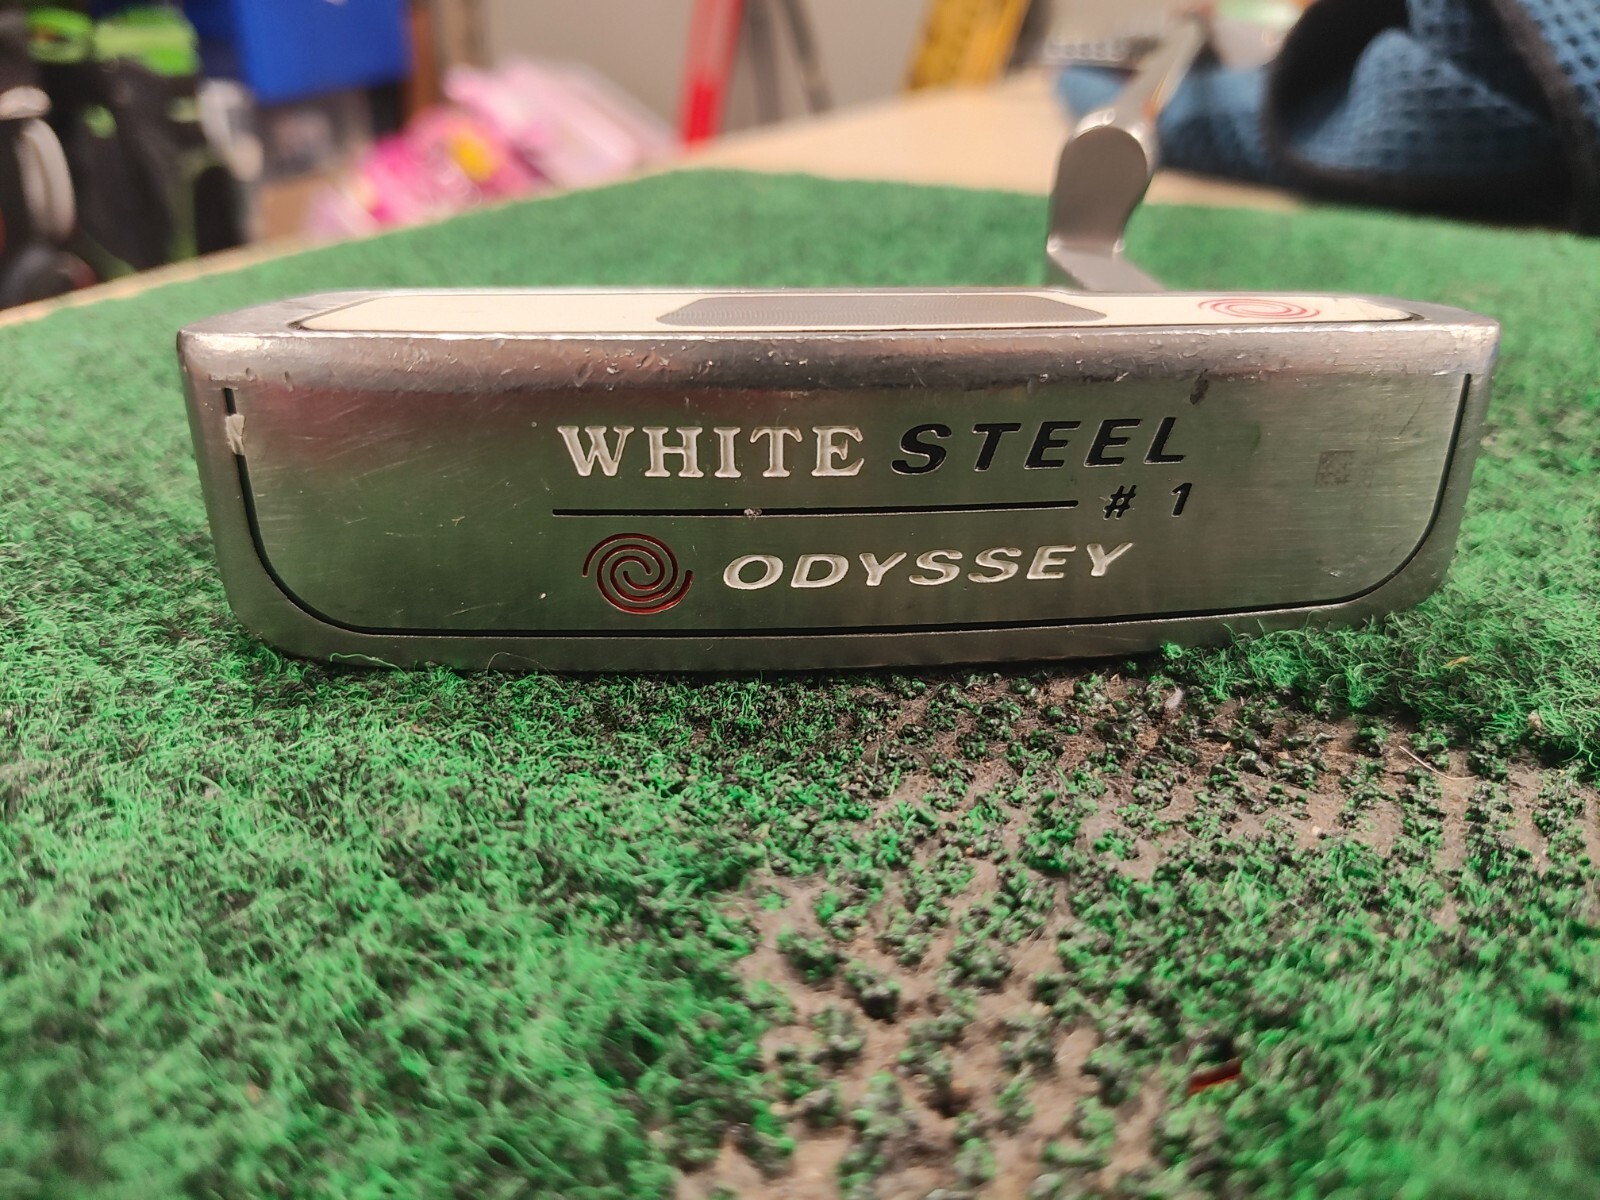 WHITE STEEL
# 1
ODYSSEY